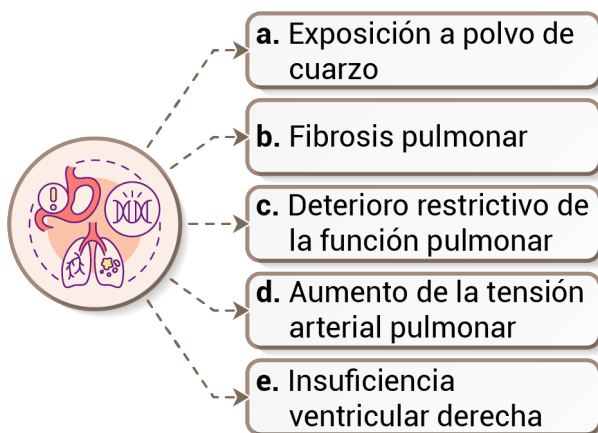 a. Exposición a polvo de
cuarzo
b. Fibrosis pulmonar
c. Deterioro restrictivo de
la función pulmonar
d. Aumento de la tensión
arterial pulmonar
e. Insuficiencia
ventricular derecha